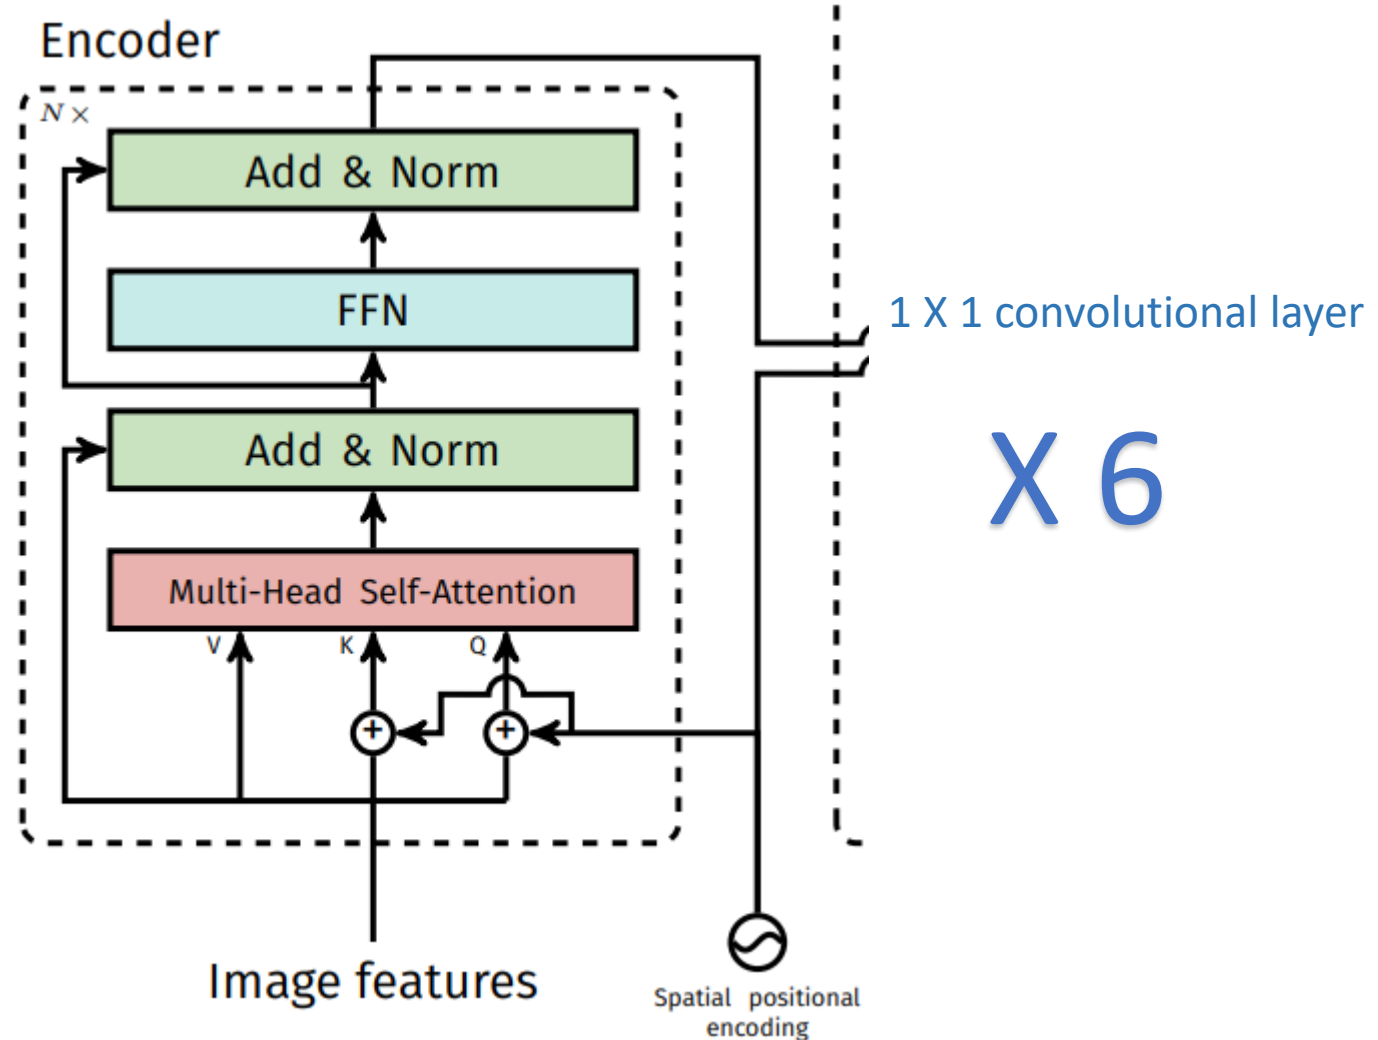 Encoder
N ×
Add & Norm
FFN
1 X 1 convolutional layer
Add & Norm
X 6
Multi-Head Self-Attention
V K Q
+ +
Image features
Spatial positional
encoding